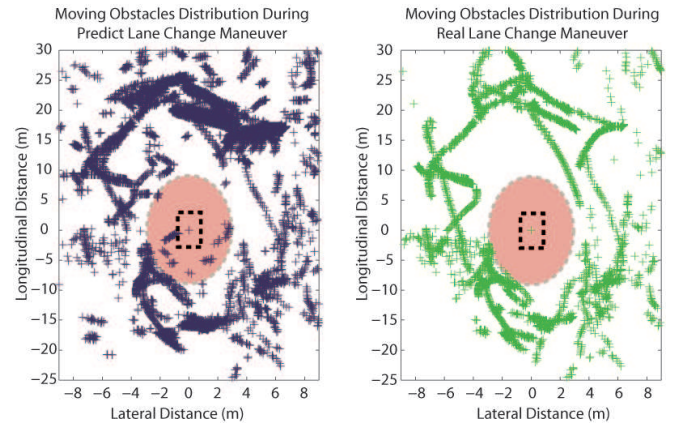 Moving Obstacles Distribution During
Predict Lane Change Maneuver
30
25
20
15
10
5
0
−5
−10
−15
−20
−25
Longitudinal Distance (m)
−8 −6 −4 −2 0 2 4 6 8
Lateral Distance (m)
Moving Obstacles Distribution During
Real Lane Change Maneuver
30
25
20
15
10
5
0
−5
−10
−15
−20
−25
Longitudinal Distance (m)
−8 −6 −4 −2 0 2 4 6 8
Lateral Distance (m)